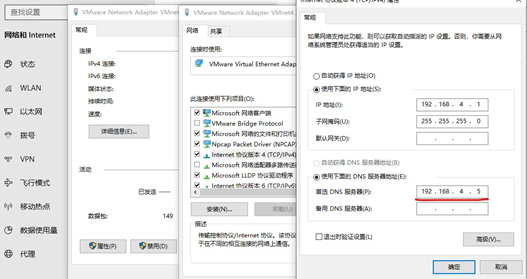 查找设置
网络和 Internet
状态
WLAN
以太网
拨号
VPN
飞行模式
移动热点
数据使用量
代理
VMware Network Adapter VMnet4
常规
连接
IPv4 连接:
IPv6 连接:
媒体状态:
持续时间:
速度:
详细信息(E)...
活动
已发送
数据包:
149
属性(P)
禁用(D)
VMware Network Adapter VMnet4
网络 共享
连接时使用:
VMware Virtual Ethernet Adap
此连接使用下列项目(O):
Microsoft 网络客户端
VMware Bridge Protocol
Microsoft 网络的文件和打印机
Npcap Packet Driver (NPCAP)
Internet 协议版本 4 (TCP/IPv4)
Microsoft 网络适配器多路传送
Microsoft LLDP 协议驱动程序
Internet 协议版本 6 (TCP/IPv6)
安装(N)...
卸载(U)
描述
传输控制协议/Internet 协议。该协议
于在不同的相互连接的网络上通信。
Internet 协议版本 4 (TCP/IPv4) 属性
常规
如果网络支持此功能，则可以获取自动指派的 IP 设置。否则，你需要从网
络系统管理员处获得适当的 IP 设置。
自动获得 IP 地址(O)
使用下面的 IP 地址(S):
IP 地址(I):
192 . 168 . 4 . 1
子网掩码(U):
255 . 255 . 255 . 0
默认网关(D):
自动获得 DNS 服务器地址(B)
使用下面的 DNS 服务器地址(E):
首选 DNS 服务器(P):
192 . 168 . 4 . 5
备用 DNS 服务器(A):
退出时验证设置(L)
高级(V)...
确定
取消